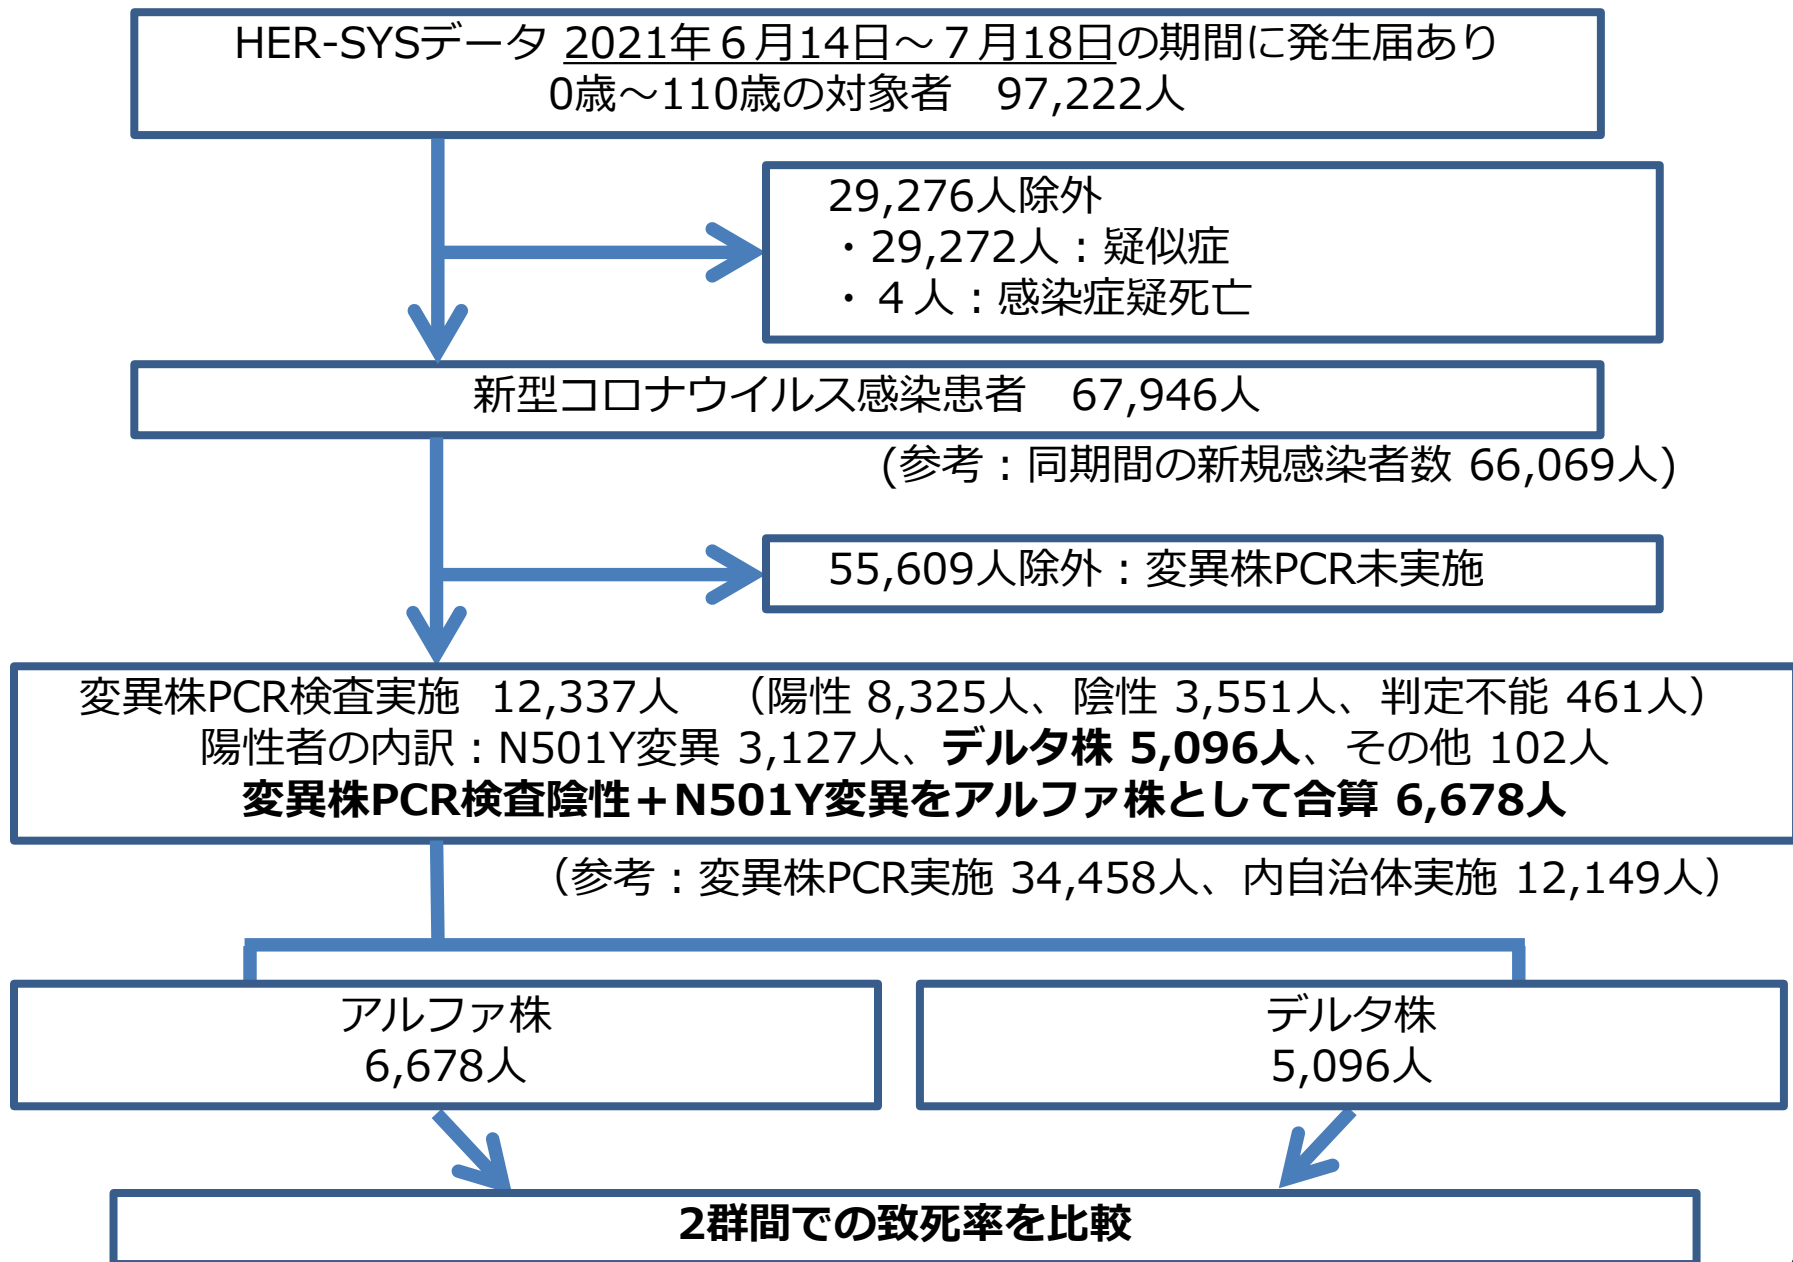 HER-SYSデータ 2021年６月14日～７月18日の期間に発生届あり
0歳～110歳の対象者　97,222人
29,276人除外
・29,272人：疑似症
・４人：感染症疑死亡
新型コロナウイルス感染患者　67,946人
(参考：同期間の新規感染者数 66,069人)
55,609人除外：変異株PCR未実施
変異株PCR検査実施 12,337人　（陽性 8,325人、陰性 3,551人、判定不能 461人）
陽性者の内訳：N501Y変異 3,127人、デルタ株 5,096人、その他 102人
変異株PCR検査陰性＋N501Y変異をアルファ株として合算 6,678人
（参考：変異株PCR実施 34,458人、内自治体実施 12,149人）
アルファ株
6,678人
デルタ株
5,096人
2群間での致死率を比較